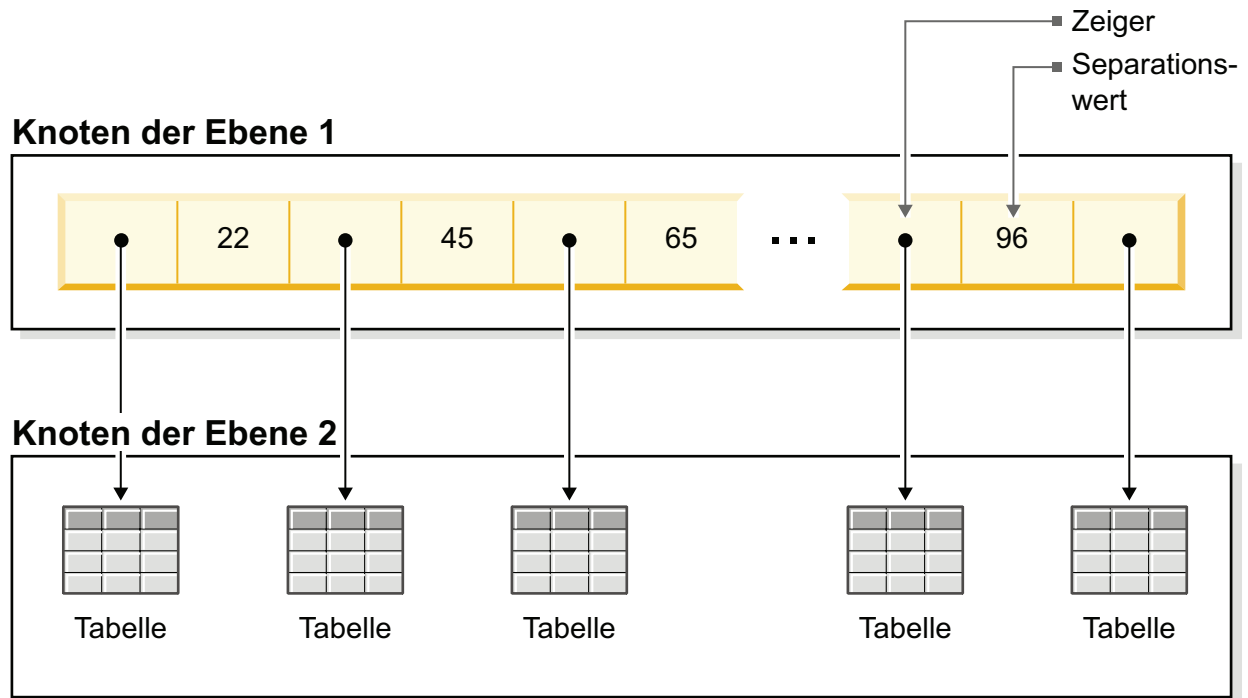 Zeiger
Separations-
wert
Knoten der Ebene 1
22 45 65 ... 96
Knoten der Ebene 2
Tabelle Tabelle Tabelle Tabelle Tabelle